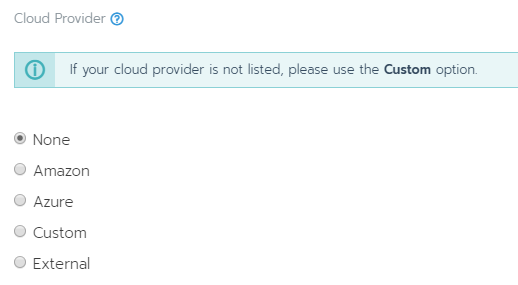 Cloud Provider
If your cloud provider is not listed, please use the Custom option.
None
Amazon
Azure
Custom
External